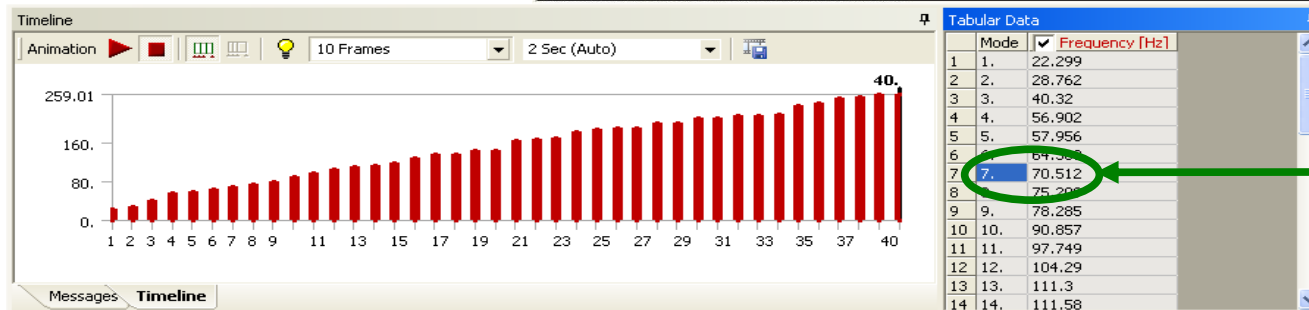 Timeline
Animation 10 Frames 2 Sec (Auto)
40.
259.01
160.
80.
0.
1 2 3 4 5 6 7 8 9 11 13 15 17 19 21 23 25 27 29 31 33 35 37 40
Messages Timeline
Tabular Data
Mode Frequency [Hz]
1 1. 22.299
2 2. 28.762
3 3. 40.32
4 4. 56.902
5 5. 57.956
6
7 7. 70.512
8
9 9. 78.285
10 10. 90.857
11 11. 97.749
12 12. 104.29
13 13. 111.3
14 14. 111.58